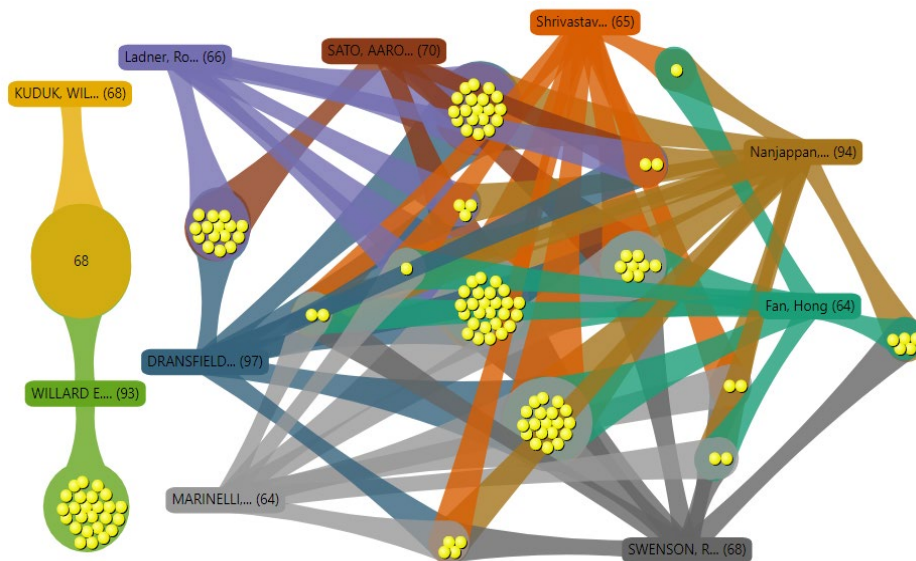 Shrivastav... (65)
Ladner, Ro... (66)
SATO, AARO... (70)
KUDUK, WIL... (68)
Nanjappan,... (94)
68
Fan, Hong (64)
DRANSFIELD... (97)
WILLARD E.... (93)
MARINELLI,... (64)
SWENSON, R... (68)